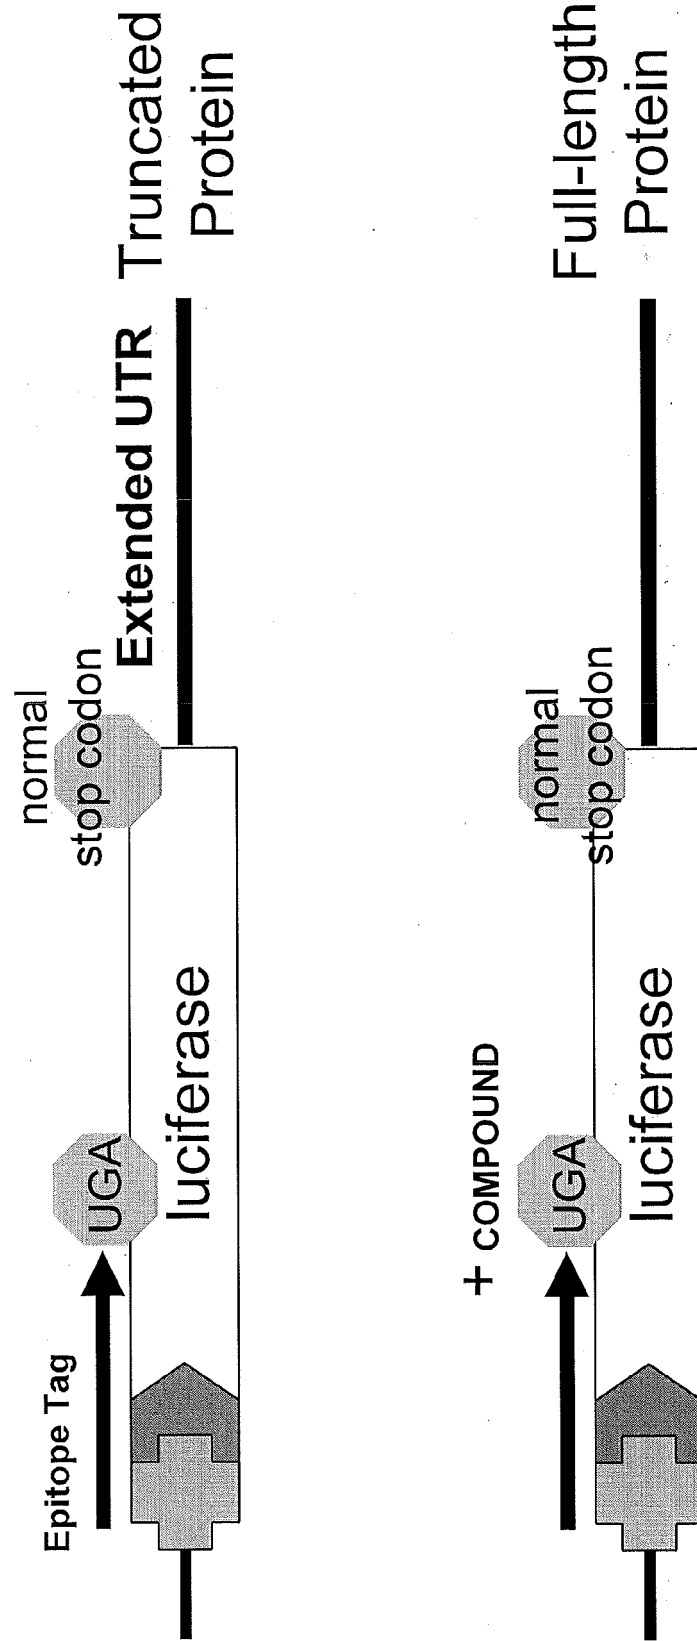 Epitope Tag
UGA
luciferase
normal
stop codon
Extended UTR
Truncated
Protein
+ COMPOUND
UGA
luciferase
normal
stop codon
Full-length
Protein